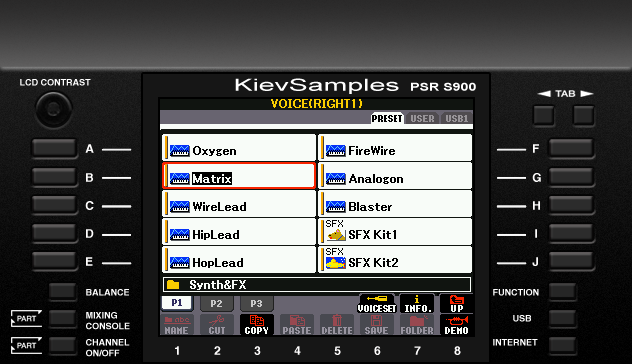 LCD CONTRAST
KievSamples PSR S900
TAB
VOICE(RIGHT1)
PRESET USER USB1
A
Oxygen
FireWire
F
B
Matrix
Analogon
G
C
WireLead
Blaster
H
D
HipLead
SFX
SFX Kit1
I
E
HopLead
SFX
SFX Kit2
J
Synth&FX
BALANCE
FUNCTION
P1 P2 P3
VOICESET INFO. UP
PART
MIXING
CONSOLE
USB
NAME CUT COPY PASTE DELETE SAVE FOLDER DEMO
PART
CHANNEL
ON/OFF
INTERNET
1 2 3 4 5 6 7 8